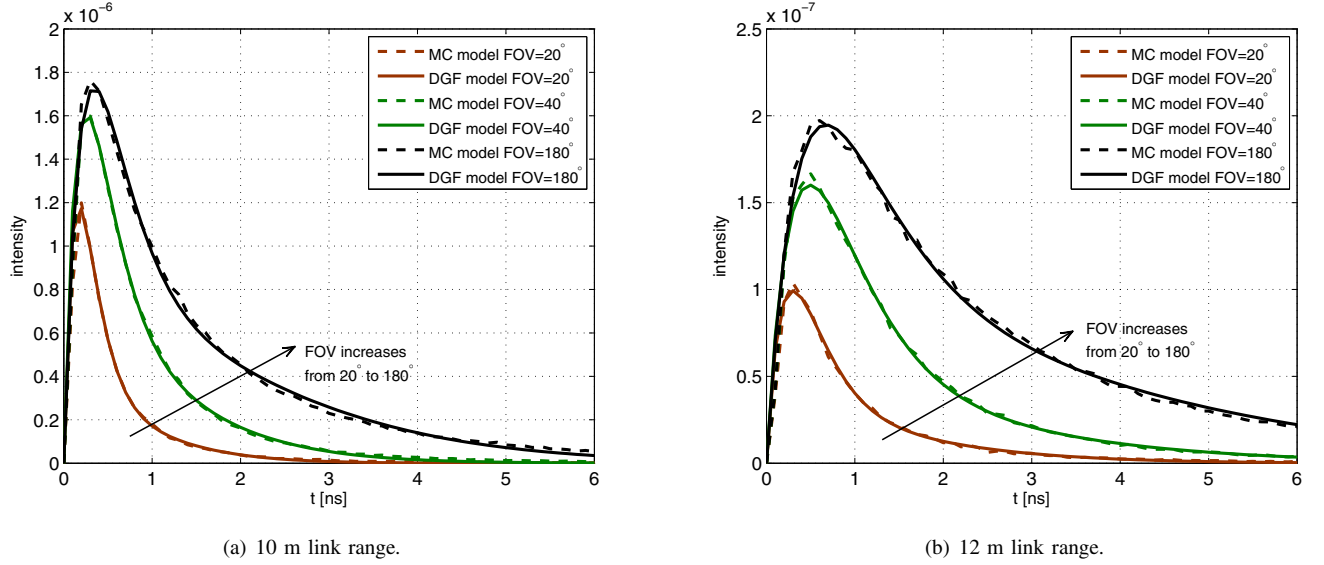 x 10⁻⁶
2
1.8
1.6
1.4
1.2
1
0.8
0.6
0.4
0.2
0
intensity
MC model FOV=20°
DGF model FOV=20°
MC model FOV=40°
DGF model FOV=40°
MC model FOV=180°
DGF model FOV=180°
FOV increases
from 20° to 180°
0 1 2 3 4 5 6
t [ns]
(a) 10 m link range.
x 10⁻⁷
2.5
2
1.5
1
0.5
0
intensity
MC model FOV=20°
DGF model FOV=20°
MC model FOV=40°
DGF model FOV=40°
MC model FOV=180°
DGF model FOV=180°
FOV increases
from 20° to 180°
0 1 2 3 4 5 6
t [ns]
(b) 12 m link range.